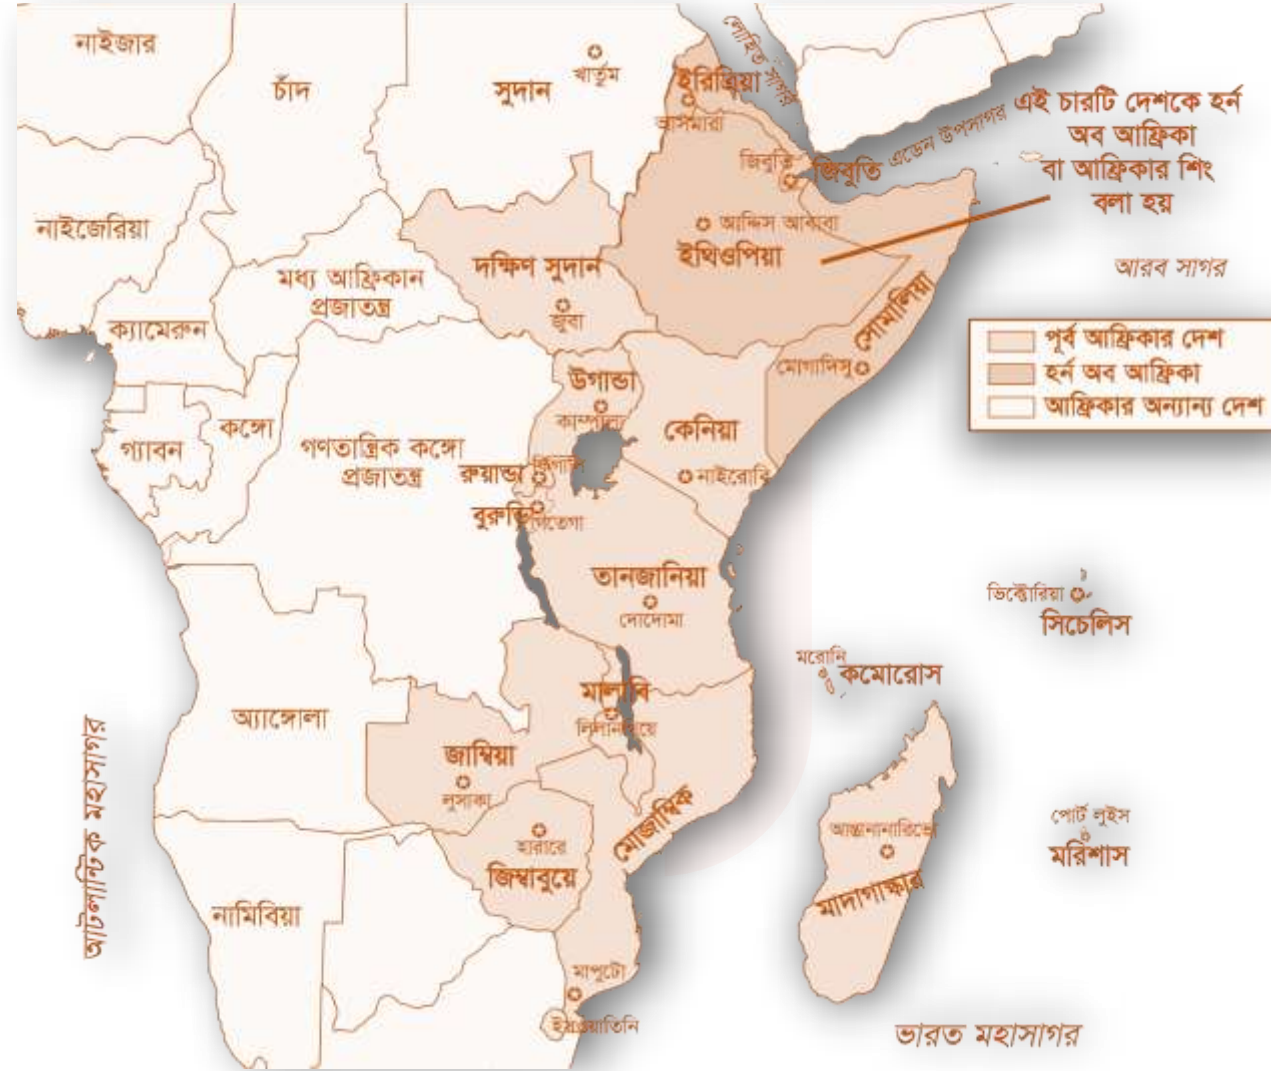 নাইজার
চাঁদ
সুদান
খার্তুম
লোহিত সাগর
ইরিত্রিয়া
আসমারা
এডেন উপসাগর
এই চারটি দেশকে হর্ন
অব আফ্রিকা
বা আফ্রিকার শিং
বলা হয়
জিবুতি
জিবুতি
নাইজেরিয়া
আদ্দিস আবাবা
ইথিওপিয়া
দক্ষিণ সুদান
জুবা
মধ্য আফ্রিকান
প্রজাতন্ত্র
আরব সাগর
ক্যামেরুন
সোমালিয়া
মোগাদিসু
পূর্ব আফ্রিকার দেশ
হর্ন অব আফ্রিকা
আফ্রিকার অন্যান্য দেশ
উগান্ডা
কাম্পালা
কেনিয়া
নাইরোবি
গ্যাবন
কঙ্গো
গণতান্ত্রিক কঙ্গো
প্রজাতন্ত্র
রুয়ান্ডা
বুরুন্ডি
গিতেগা
তানজানিয়া
দোদোমা
ভিক্টোরিয়া
সিচেলিস
মরোনি
কমোরোস
মালাবি
অ্যাঙ্গোলা
জাম্বিয়া
লুসাকা
মোজাম্বিক
হারারে
জিম্বাবুয়ে
আটলান্টিক মহাসাগর
আন্তানানারিভো
মাদাগাস্কার
পোর্ট লুইস
মরিশাস
নামিবিয়া
মাপুটো
ভারত মহাসাগর